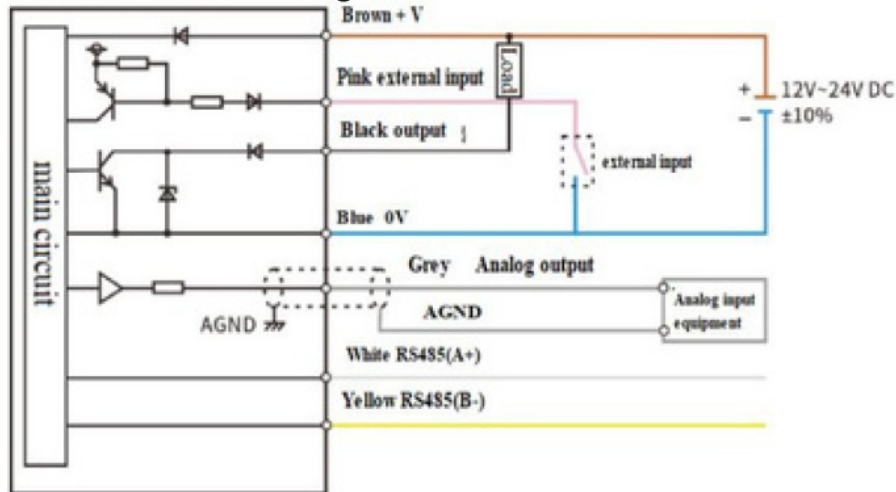 Brown + V
Pink external input
Load
+ 12V~24V DC
− ±10%
Black output
external input
main circuit
Blue 0V
Grey Analog output
AGND
AGND
Analog input
equipment
White RS485(A+)
Yellow RS485(B-)